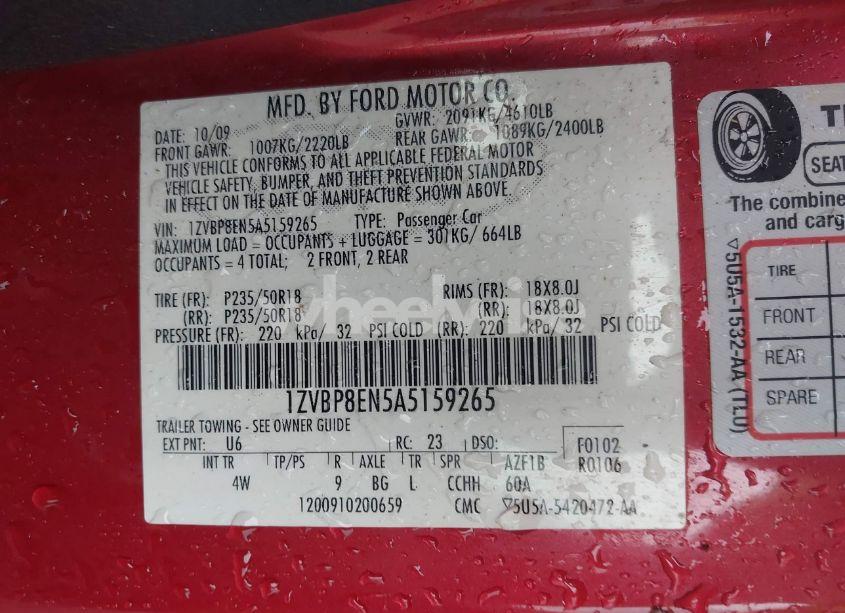 MFD. BY FORD MOTOR CO.
DATE: 10/09 GVWR: 2091KG/4610LB
FRONT GAWR: 1007KG/2220LB REAR GAWR: 1089KG/2400LB
THIS VEHICLE CONFORMS TO ALL APPLICABLE FEDERAL MOTOR
VEHICLE SAFETY, BUMPER, AND THEFT PREVENTION STANDARDS
IN EFFECT ON THE DATE OF MANUFACTURE SHOWN ABOVE.
VIN: 1ZVBP8EN5A5159265 TYPE: Passenger Car
MAXIMUM LOAD = OCCUPANTS + LUGGAGE = 301KG/ 664LB
OCCUPANTS = 4 TOTAL; 2 FRONT, 2 REAR
TIRE (FR): P235/50R18 RIMS (FR): 18X8.0J
(RR): P235/50R18 (RR): 18X8.0J
PRESSURE (FR): 220 kPa/ 32 PSI COLD (RR): 220 kPa/ 32 PSI COLD
1ZVBP8EN5A5159265
TRAILER TOWING - SEE OWNER GUIDE
EXT PNT: U6 RC: 23 DSO: F0102
R0106
INT TR TP/PS R AXLE TR SPR AZF1B
4W 9 BG L CCHH 60A
1200910200659 CMC ▽5U5A-5420472-AA
SEAT
The combine
and carg
TIRE
FRONT
REAR
SPARE
▽5U5A-1532-AA (TLU)